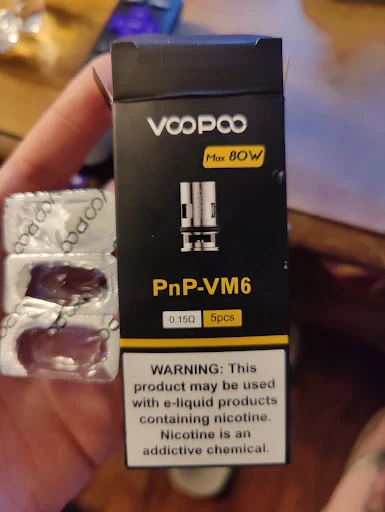 VOOPOO
Max 80W
PnP-VM6
0.15Ω 5pcs
WARNING: This
product may be used
with e-liquid products
containing nicotine.
Nicotine is an
addictive chemical.
VOOPOO